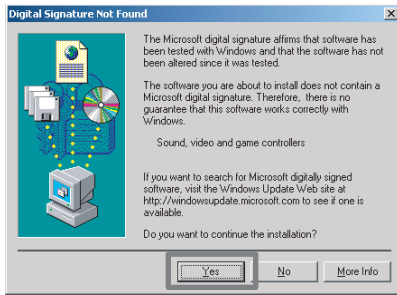 Digital Signature Not Found
The Microsoft digital signature affirms that software has
been tested with Windows and that the software has not
been altered since it was tested.
The software you are about to install does not contain a
Microsoft digital signature. Therefore, there is no
guarantee that this software works correctly with
Windows.
Sound, video and game controllers
If you want to search for Microsoft digitally signed
software, visit the Windows Update Web site at
http://windowsupdate.microsoft.com to see if one is
available.
Do you want to continue the installation?
Yes No More Info